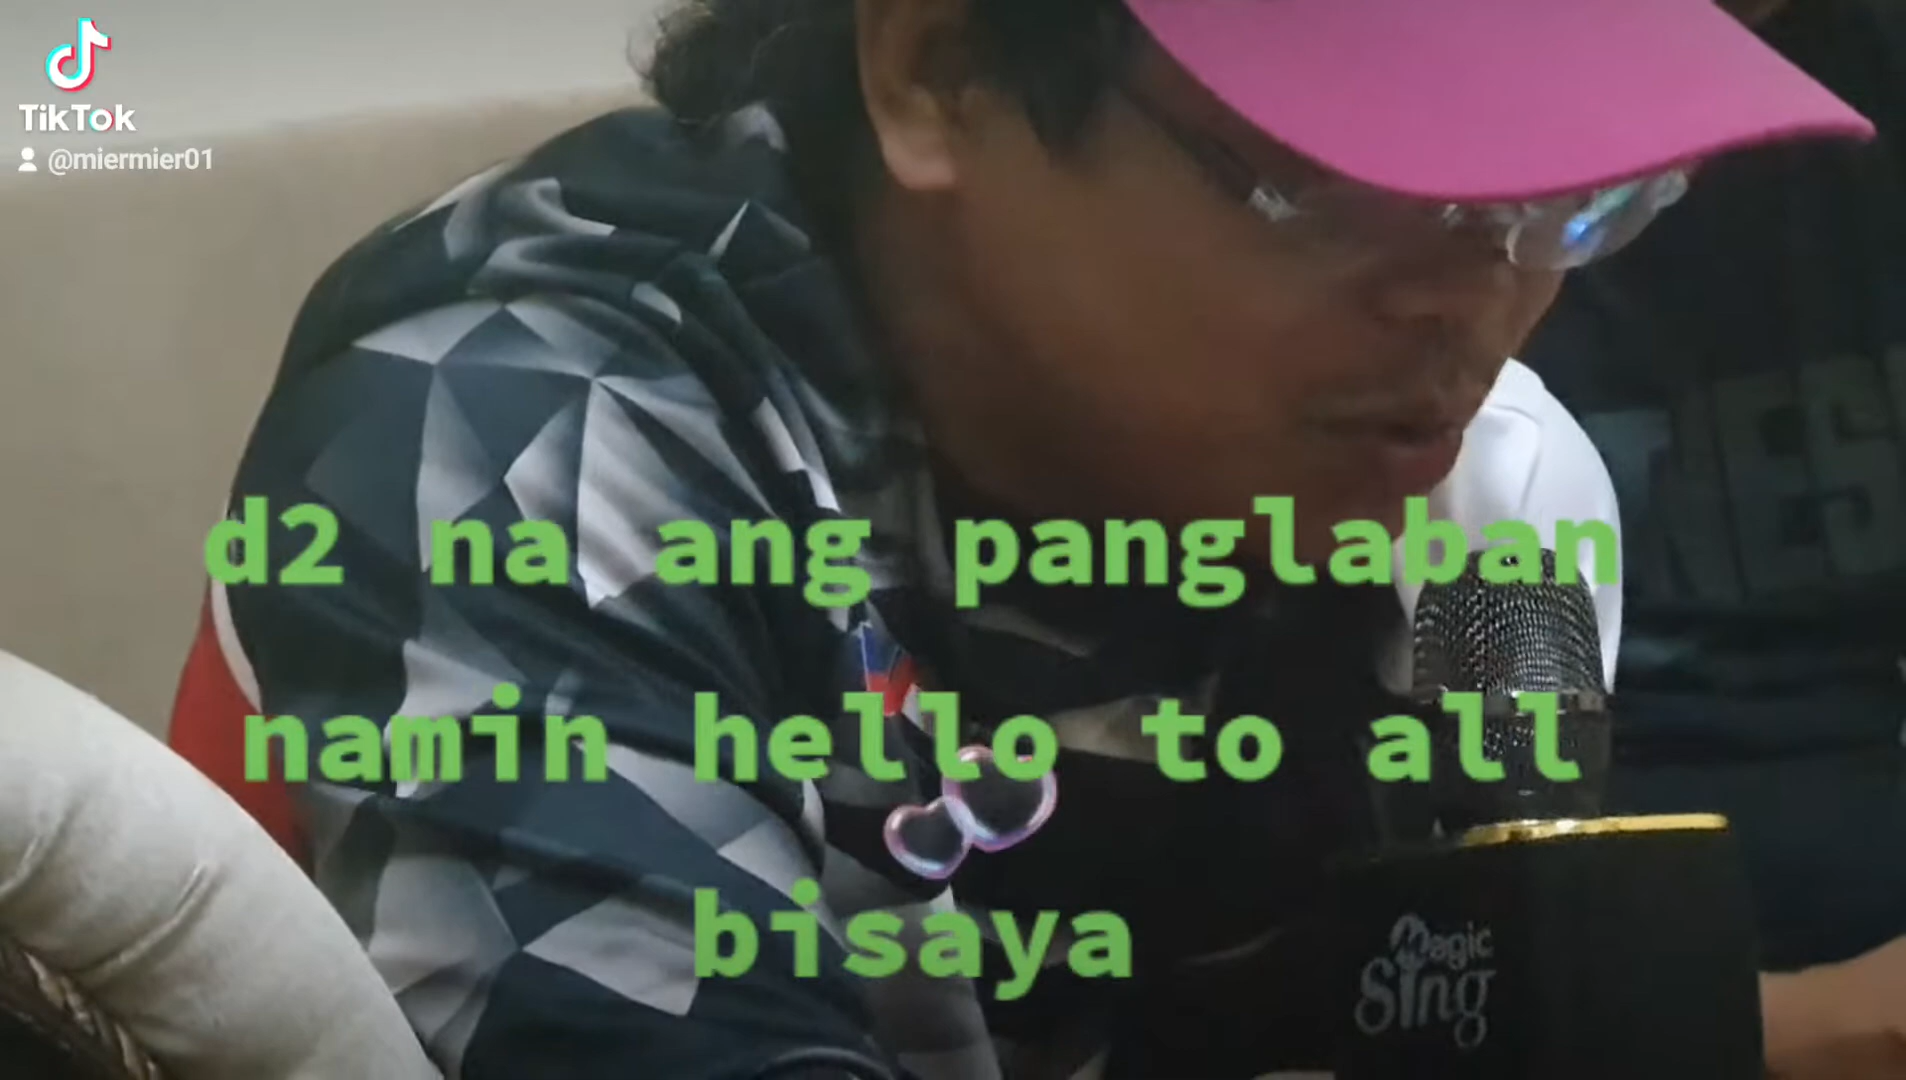 TikTok
@miermier01
d2 na ang panglaban
namin hello to all
bisaya
Magic
Sing